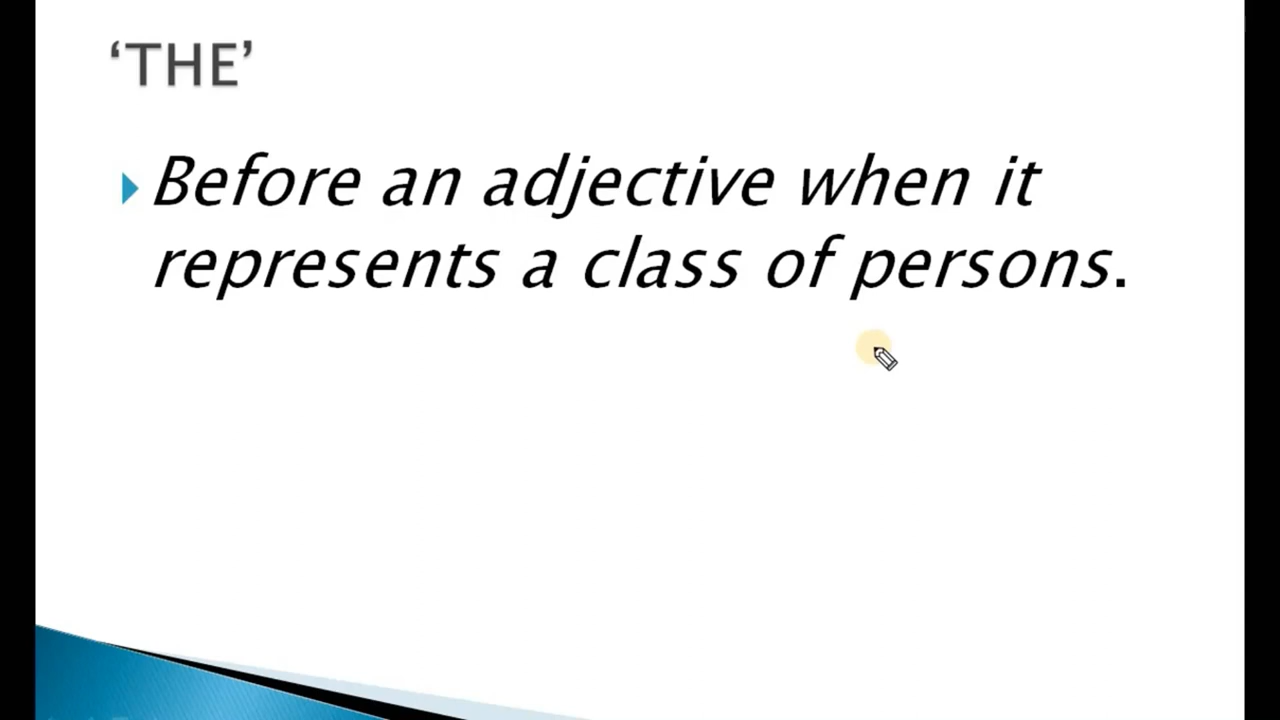 ‘THE’
Before an adjective when it
represents a class of persons.